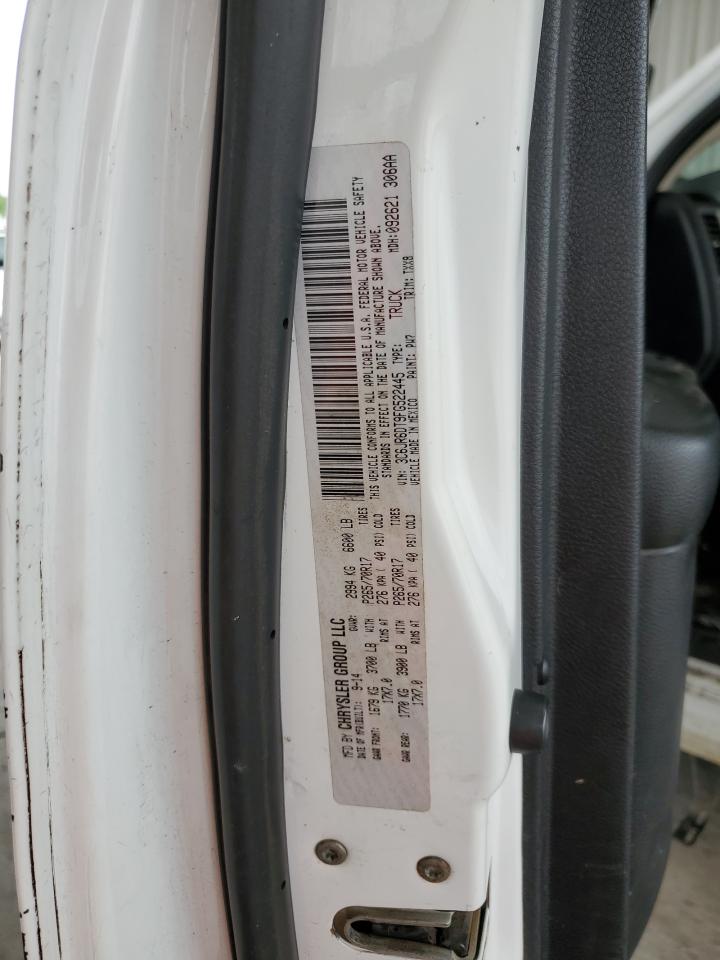 MFD BY CHRYSLER GROUP LLC
DATE OF MFR(BUILT): 9-14 GVWR: 2994 KG 6600 LB
GAWR FRONT: 1679 KG 3700 LB WITH P265/70R17 TIRES
17X7.0 RIMS AT 276 KPA ( 40 PSI) COLD
GAWR REAR: 1770 KG 3900 LB WITH P265/70R17 TIRES
17X7.0 RIMS AT 276 KPA ( 40 PSI) COLD
THIS VEHICLE CONFORMS TO ALL APPLICABLE U.S.A. FEDERAL MOTOR VEHICLE SAFETY
STANDARDS IN EFFECT ON THE DATE OF MANUFACTURE SHOWN ABOVE.
VIN: 3C6JR6DT9FG522445 TYPE: TRUCK MDH:092621 306AA
VEHICLE MADE IN MEXICO PAINT: PW7 TRIM: TXX8